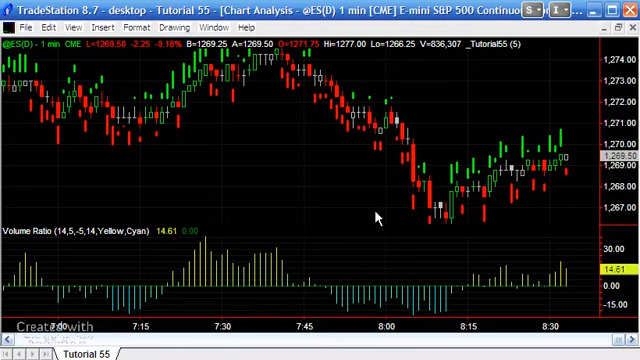 TradeStation 8.7 - desktop - Tutorial 55 - [Chart Analysis - @ES(D) 1 min [CME] E-mini S&P 500 Continuou
S
I
File Edit View Insert Format Drawing Window Help
@ES(D) - 1 min CME L=1269.50 -2.25 -0.18% B=1269.25 A=1269.50 O=1271.75 Hi=1277.00 Lo=1266.25 V=836,307 _Tutorial55 (5)
1,274.00
1,273.00
1,272.00
1,271.00
1,270.00
1,269.50
1,269.00
1,268.00
1,267.00
Volume Ratio (14,5,-5,14,Yellow,Cyan) 14.61 0.00
30.00
14.61
0.00
-15.00
Created with
7:00 7:15 7:30 7:45 8:00 8:15 8:30
Tutorial 55